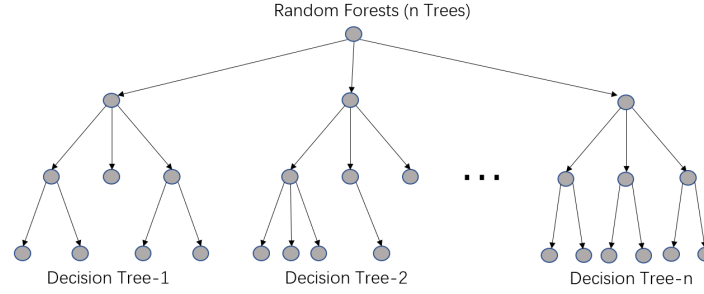 Random Forests (n Trees)
...
Decision Tree-1
Decision Tree-2
Decision Tree-n